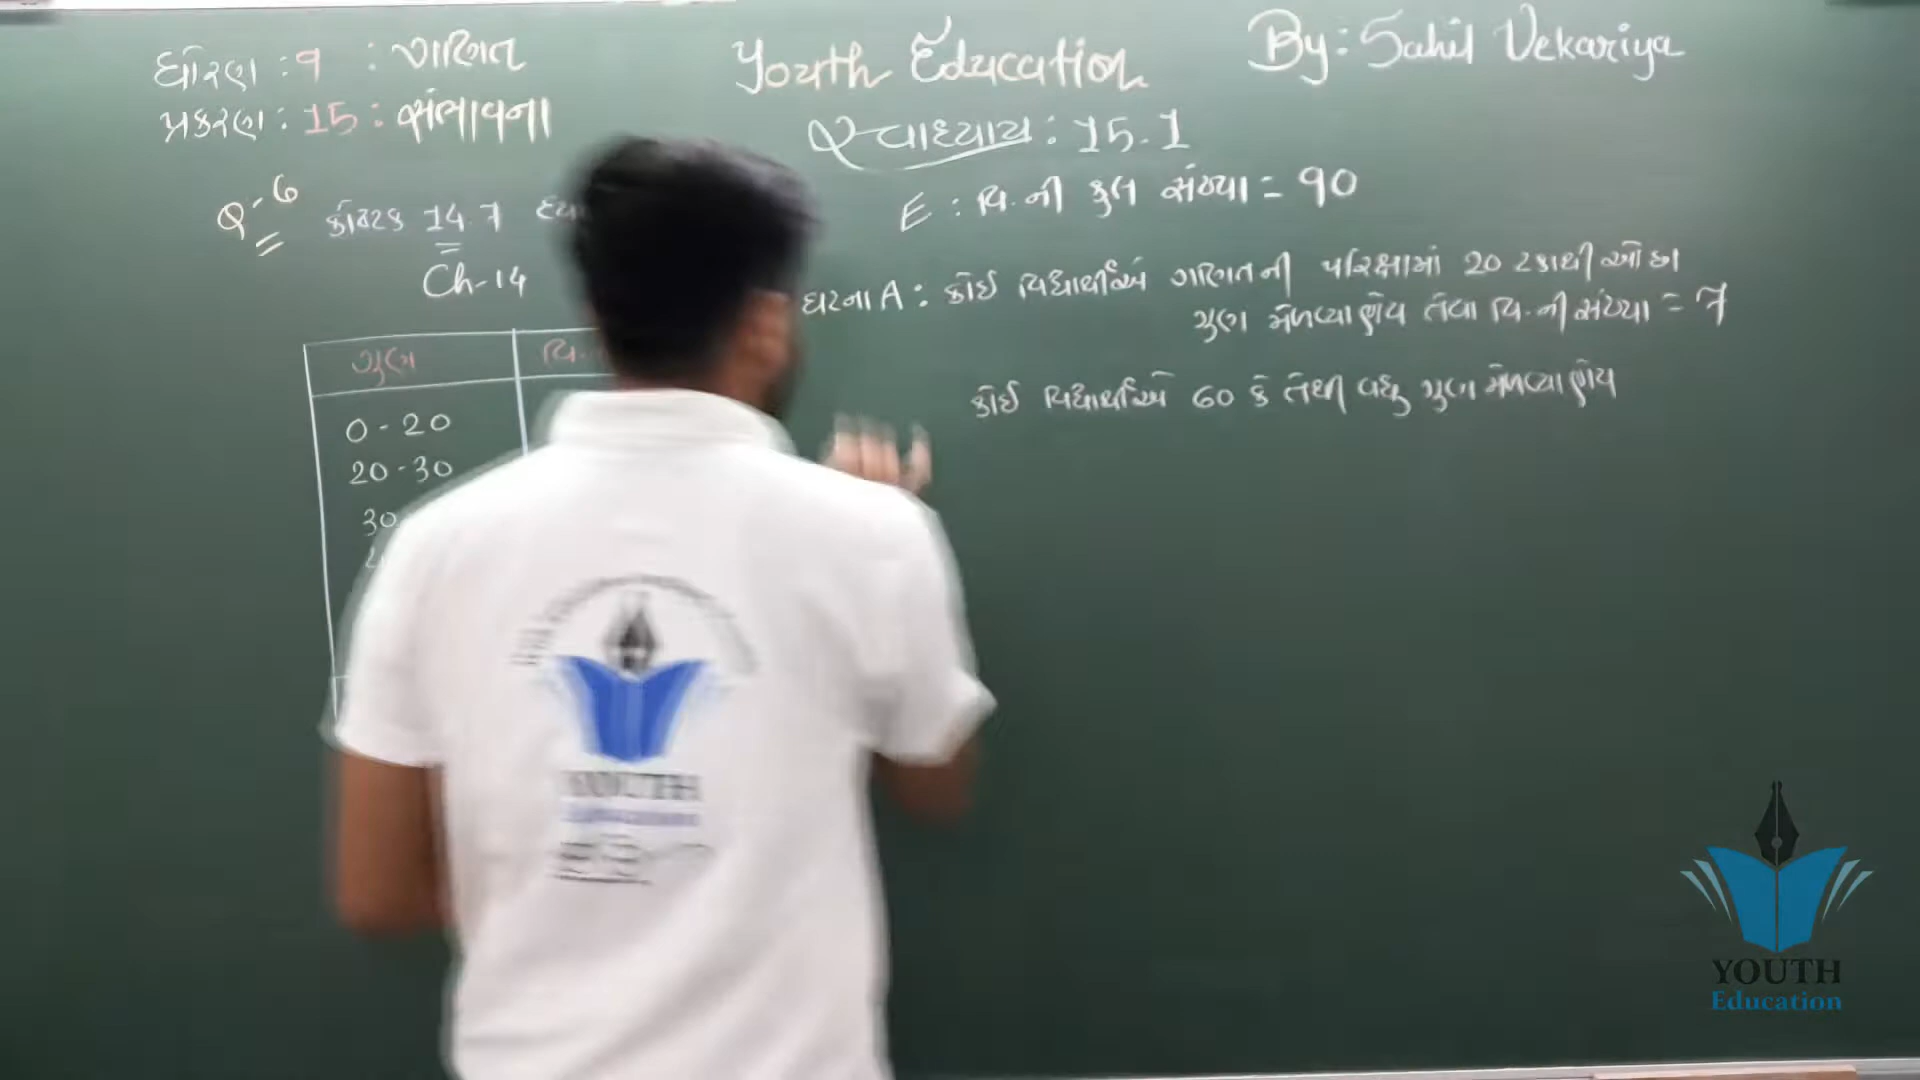 ધોરણ : 9 : ગણિત
પ્રકરણ : 15 : સંભાવના
Youth Education
By: Sahil Vekariya
સ્વાધ્યાય : 15.1
Q-6 કોષ્ટક 14.7
Ch-14
ગુણ વિ.
0-20
20-30
30
E : વિ.ની કુલ સંખ્યા = 90
ઘટના A : કોઈ વિદ્યાર્થીએ ગણિતની પરિક્ષામાં 20 ટકાથી ઓછા
ગુણ મેળવ્યા હોય તેવા વિ.ની સંખ્યા = 7
કોઈ વિદ્યાર્થીએ 60 કે તેથી વધુ ગુણ મેળવ્યા હોય
YOUTH
YOUTH
Education